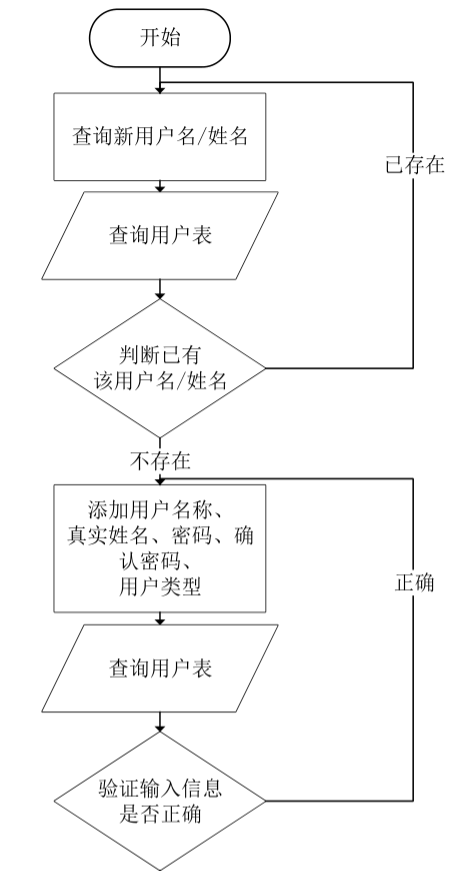 开始
查询新用户名/姓名
已存在
查询用户表
判断已有
该用户名/姓名
不存在
添加用户名称、
真实姓名、密码、确
认密码、
用户类型
正确
查询用户表
验证输入信息
是否正确